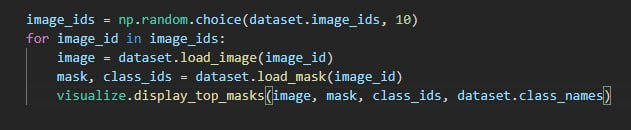 image_ids = np.random.choice(dataset.image_ids, 10)
for image_id in image_ids:
    image = dataset.load_image(image_id)
    mask, class_ids = dataset.load_mask(image_id)
    visualize.display_top_masks(image, mask, class_ids, dataset.class_names)